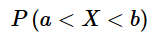 P(a < X < b)